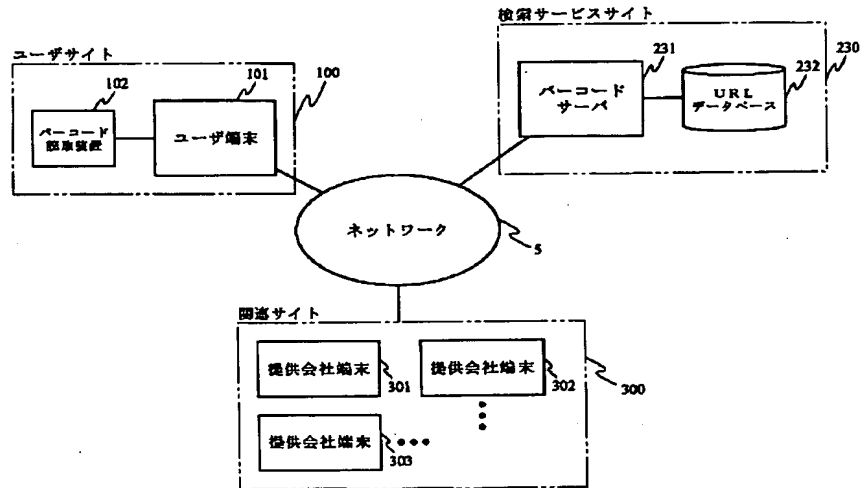 ユーザサイト
102
101
100
バーコード
読取装置
ユーザ端末
検索サービスサイト
231
232
230
バーコード
サーバ
URL
データベース
ネットワーク
5
関連サイト
提供会社端末
301
提供会社端末
302
300
提供会社端末
303